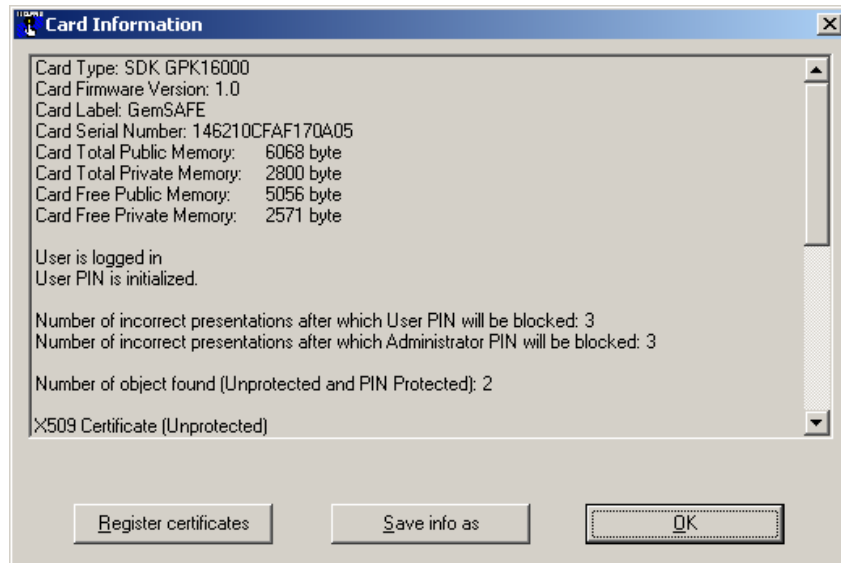 Card Information
Card Type: SDK GPK16000
Card Firmware Version: 1.0
Card Label: GemSAFE
Card Serial Number: 146210CFAF170A05
Card Total Public Memory: 6068 byte
Card Total Private Memory: 2800 byte
Card Free Public Memory: 5056 byte
Card Free Private Memory: 2571 byte
User is logged in
User PIN is initialized.
Number of incorrect presentations after which User PIN will be blocked: 3
Number of incorrect presentations after which Administrator PIN will be blocked: 3
Number of object found (Unprotected and PIN Protected): 2
X509 Certificate (Unprotected)
Register certificates
Save info as
OK